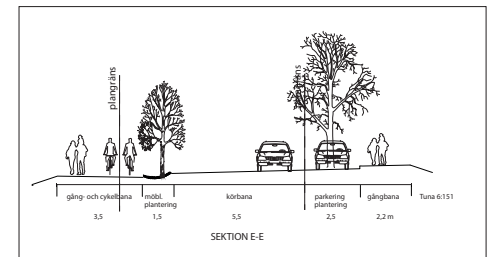 plangräns
plangräns
gång- och cykelbana
möbl.
plantering
körbana
parkering
plantering
gångbana
Tuna 6:151
3,5
1,5
5,5
2,5
2,2 m
SEKTION E-E